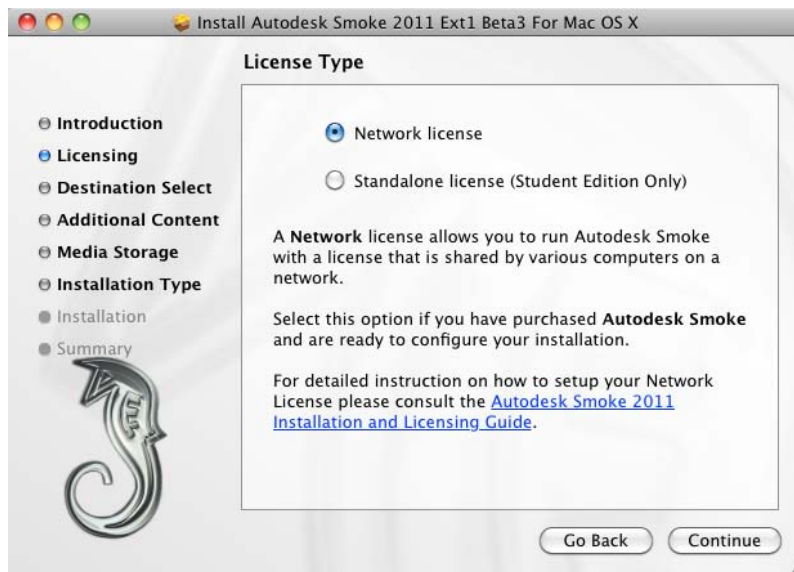 Install Autodesk Smoke 2011 Ext1 Beta3 For Mac OS X
License Type
Introduction
Licensing
Destination Select
Additional Content
Media Storage
Installation Type
Installation
Summary
Network license
Standalone license (Student Edition Only)
A Network license allows you to run Autodesk Smoke
with a license that is shared by various computers on a
network.
Select this option if you have purchased Autodesk Smoke
and are ready to configure your installation.
For detailed instruction on how to setup your Network
License please consult the Autodesk Smoke 2011
Installation and Licensing Guide.
Go Back
Continue